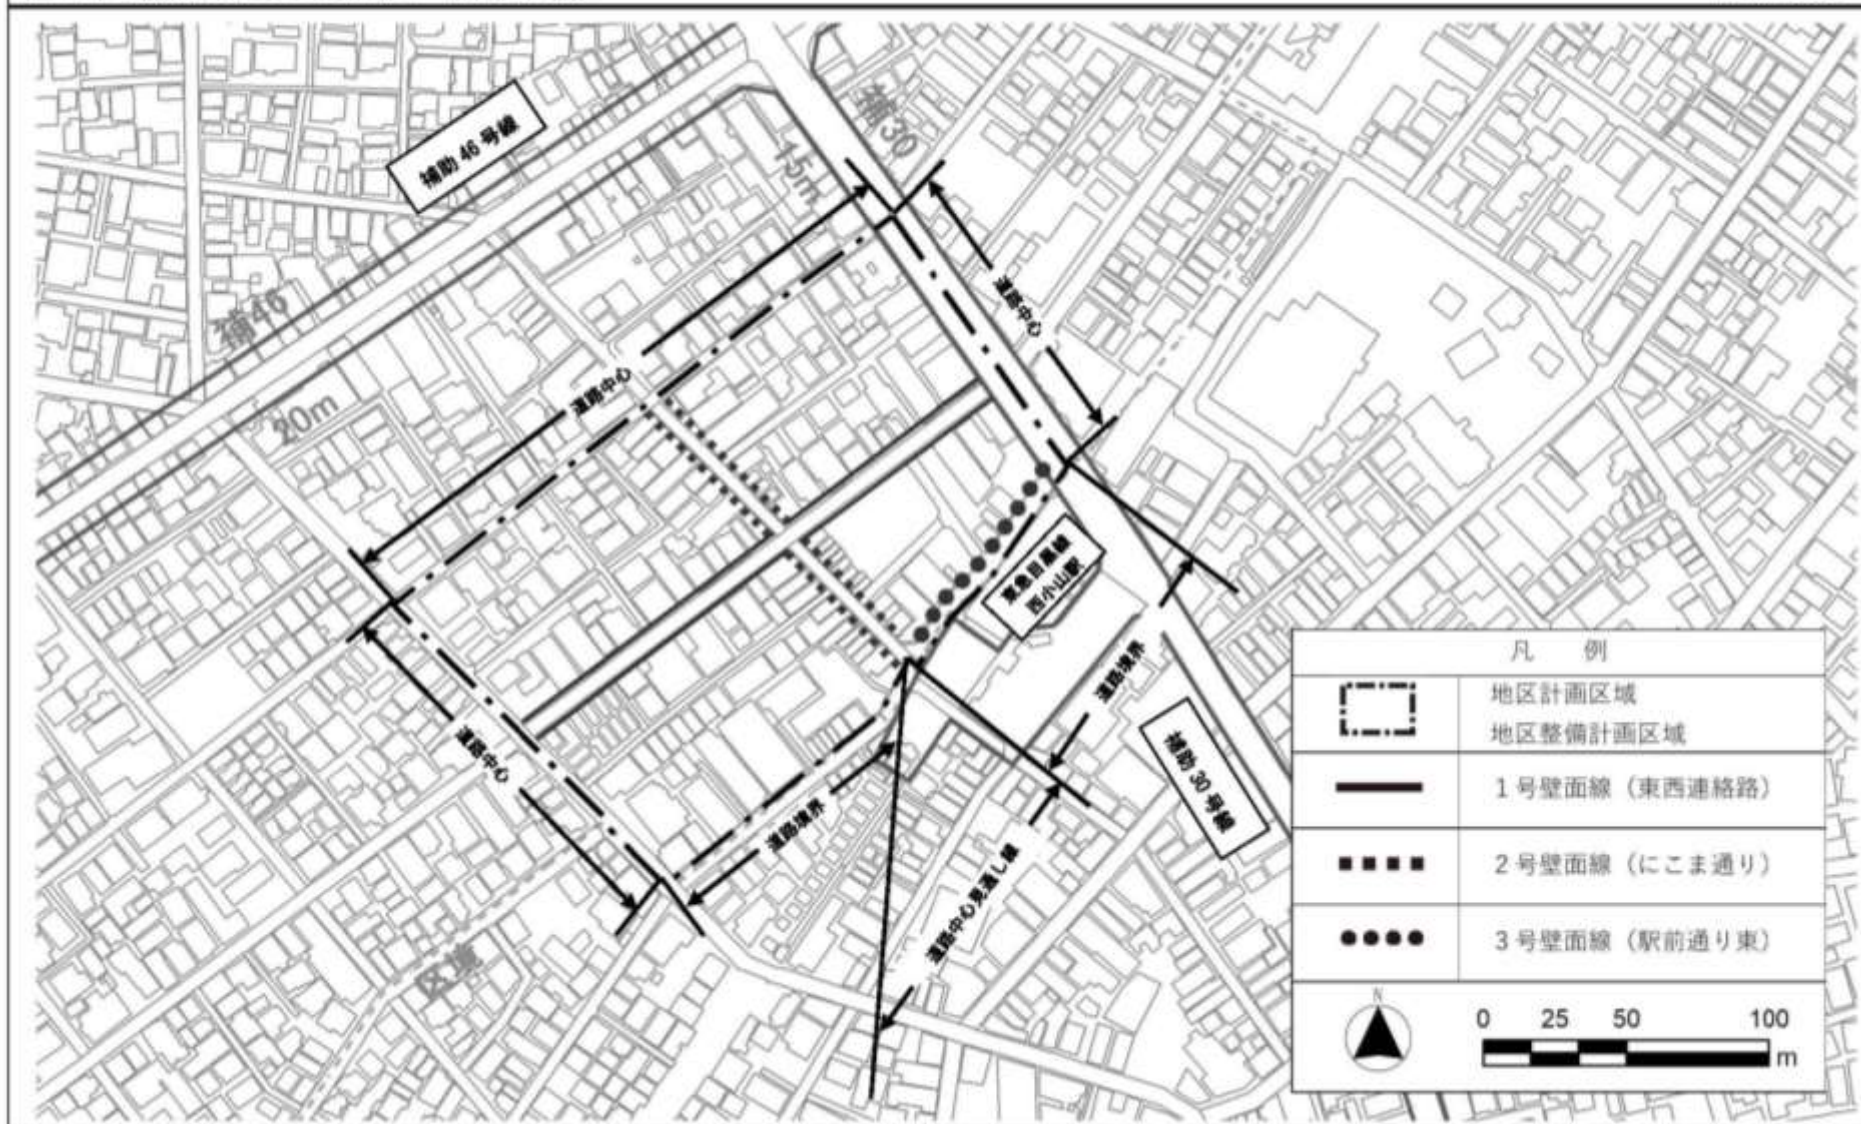 補助 46 号線
補30
15m
道路中心
補46
20m
道路中心
東急目黒線
西小山駅
道路境界
道路中心
補助 30 号線
道路境界
道路中心見通し線
凡 例
地区計画区域
地区整備計画区域
1号壁面線（東西連絡路）
2号壁面線（にこま通り）
3号壁面線（駅前通り東）
N
0 25 50 100
m